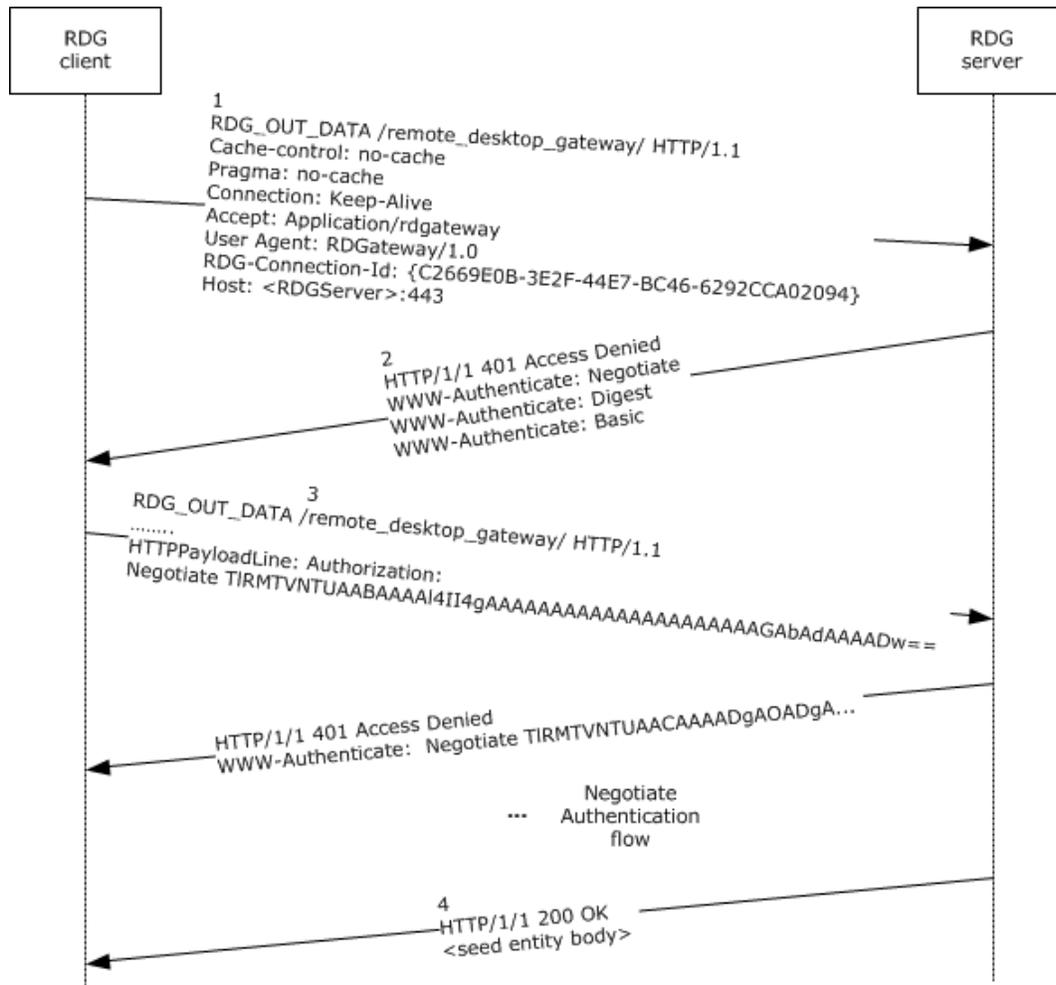 RDG
client
RDG
server
1
RDG_OUT_DATA /remote_desktop_gateway/ HTTP/1.1
Cache-control: no-cache
Pragma: no-cache
Connection: Keep-Alive
Accept: Application/rdgateway
User Agent: RDGateway/1.0
RDG-Connection-Id: {C2669E0B-3E2F-44E7-BC46-6292CCA02094}
Host: <RDGServer>:443
2
HTTP/1/1 401 Access Denied
WWW-Authenticate: Negotiate
WWW-Authenticate: Digest
WWW-Authenticate: Basic
3
RDG_OUT_DATA /remote_desktop_gateway/ HTTP/1.1
........
HTTPPayloadLine: Authorization:
Negotiate TlRMTVNTUAABAAAAl4II4gAAAAAAAAAAAAAAAAAAAAAGAbAdAAAADw==
HTTP/1/1 401 Access Denied
WWW-Authenticate: Negotiate TlRMTVNTUAACAAAADgAOADgA...
... Negotiate
Authentication
flow
4
HTTP/1/1 200 OK
<seed entity body>